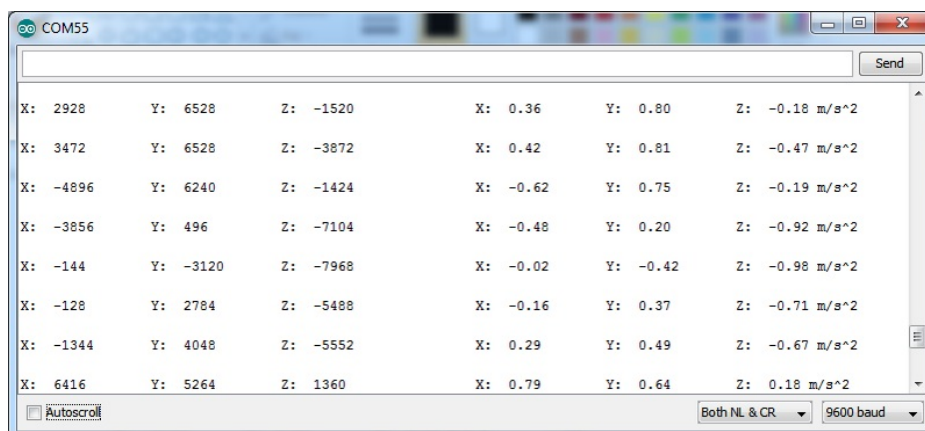 COM55
Send
X: 2928 Y: 6528 Z: -1520 X: 0.36 Y: 0.80 Z: -0.18 m/s^2
X: 3472 Y: 6528 Z: -3872 X: 0.42 Y: 0.81 Z: -0.47 m/s^2
X: -4896 Y: 6240 Z: -1424 X: -0.62 Y: 0.75 Z: -0.19 m/s^2
X: -3856 Y: 496 Z: -7104 X: -0.48 Y: 0.20 Z: -0.92 m/s^2
X: -144 Y: -3120 Z: -7968 X: -0.02 Y: -0.42 Z: -0.98 m/s^2
X: -128 Y: 2784 Z: -5488 X: -0.16 Y: 0.37 Z: -0.71 m/s^2
X: -1344 Y: 4048 Z: -5552 X: 0.29 Y: 0.49 Z: -0.67 m/s^2
X: 6416 Y: 5264 Z: 1360 X: 0.79 Y: 0.64 Z: 0.18 m/s^2
Autoscroll Both NL & CR 9600 baud